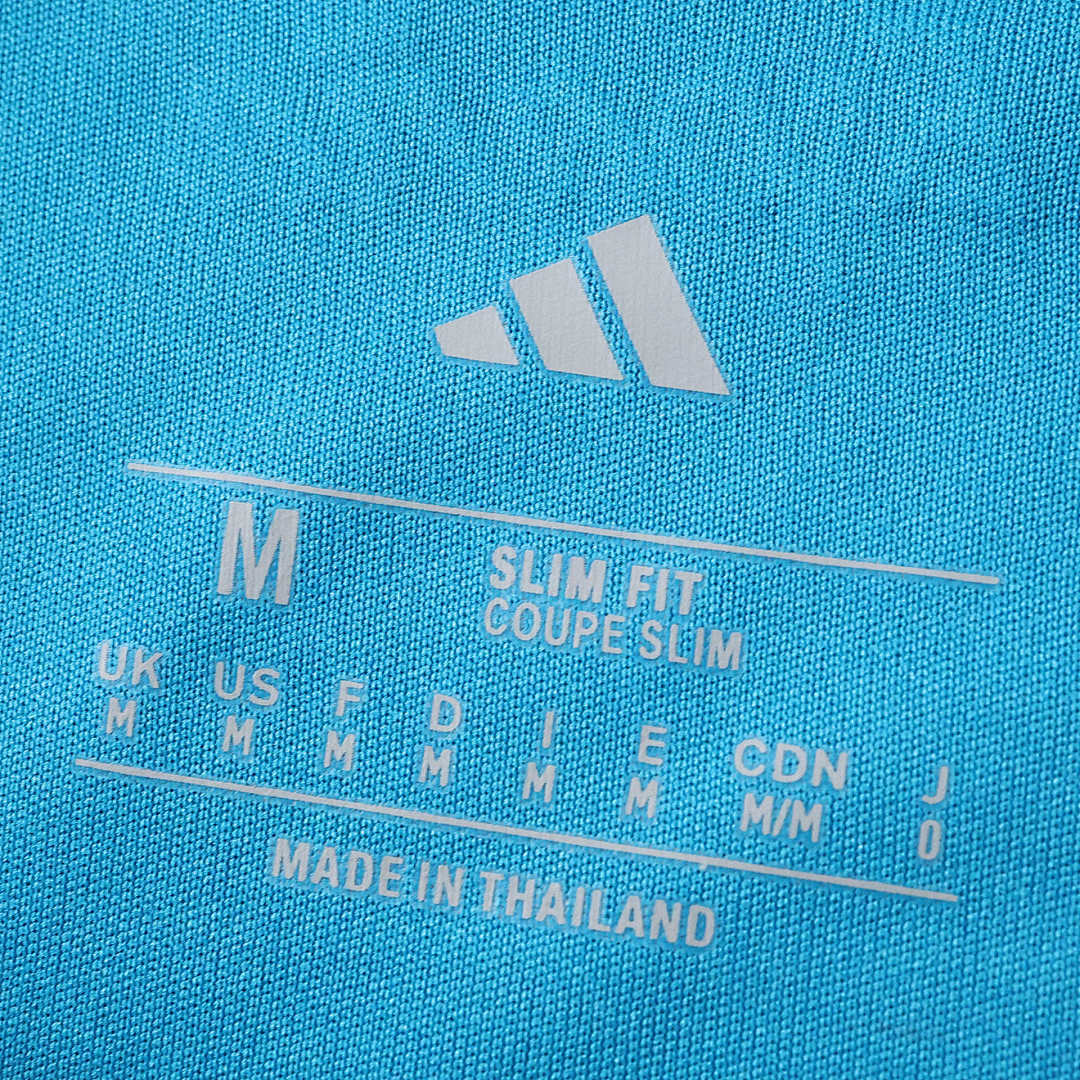 M
SLIM FIT
COUPE SLIM
UK US F D I E CDN J
M M M M M M M/M O
MADE IN THAILAND